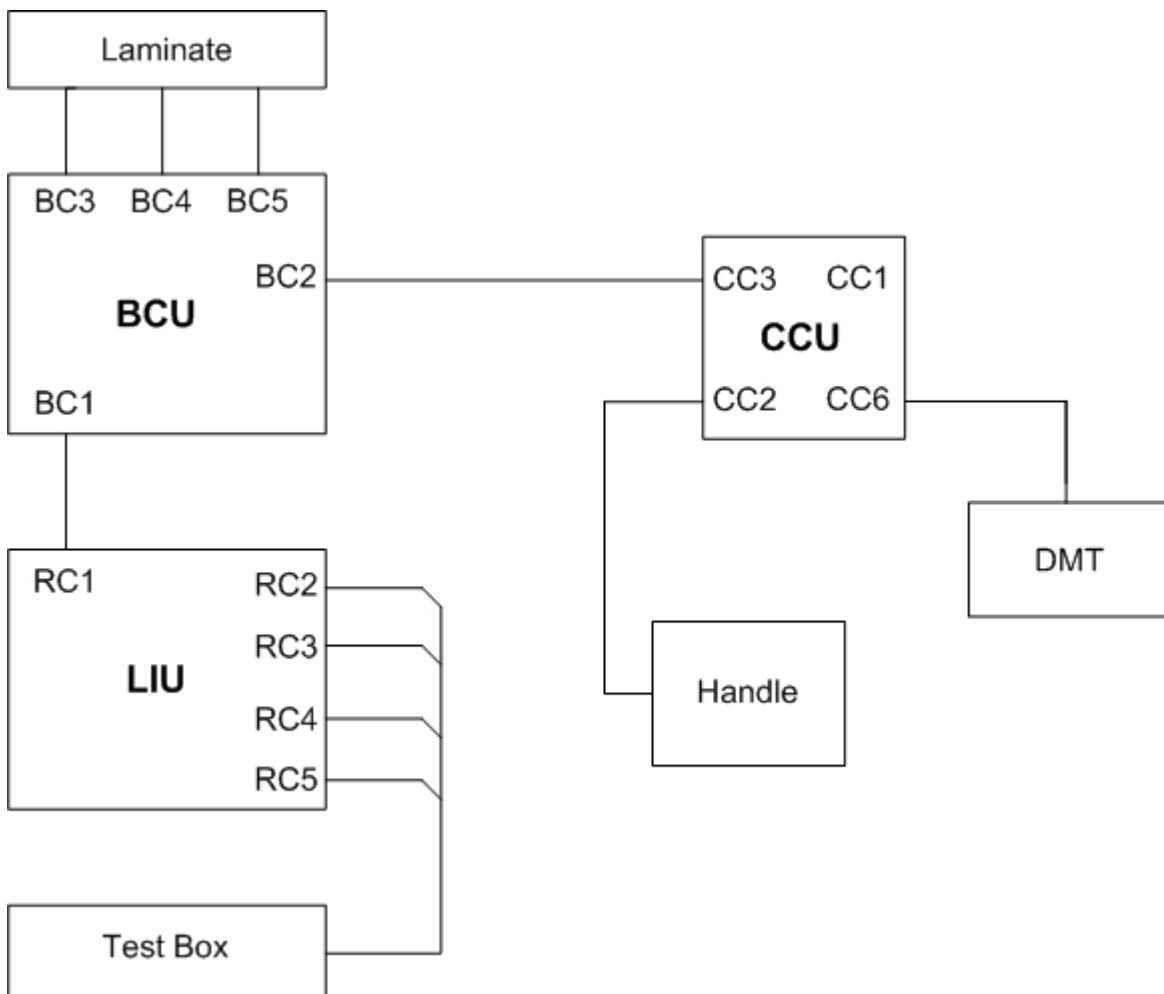 Laminate
BC3 BC4 BC5
BC2
BCU
BC1
CC3 CC1
CCU
CC2 CC6
DMT
RC1 RC2
RC3
LIU
RC4
RC5
Handle
Test Box